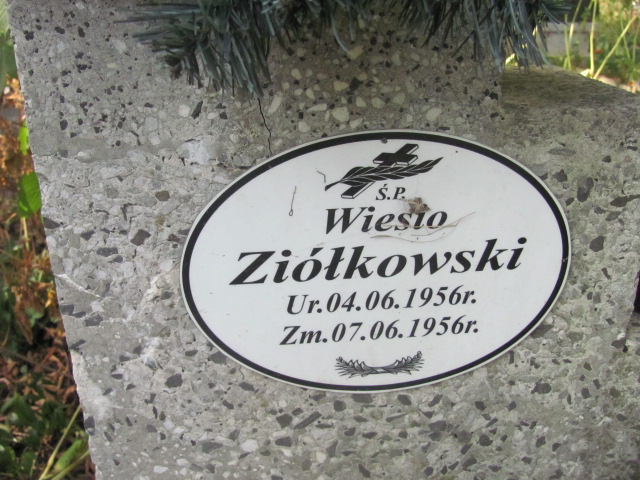 Ś.P.
Wiesio
Ziółkowski
Ur.04.06.1956r.
Zm.07.06.1956r.